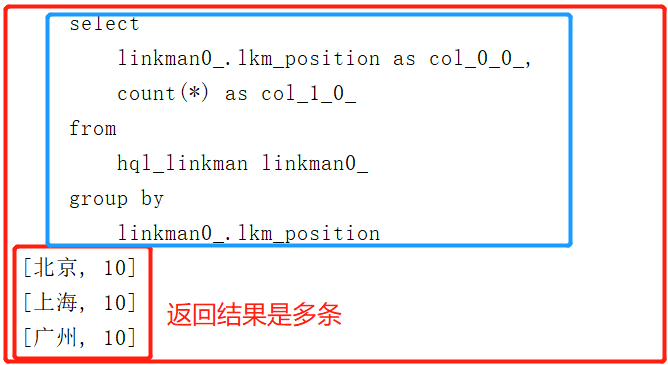 select
linkman0_.lkm_position as col_0_0_,
count(*) as col_1_0_
from
hql_linkman linkman0_
group by
linkman0_.lkm_position
[北京, 10]
[上海, 10]
[广州, 10]
返回结果是多条